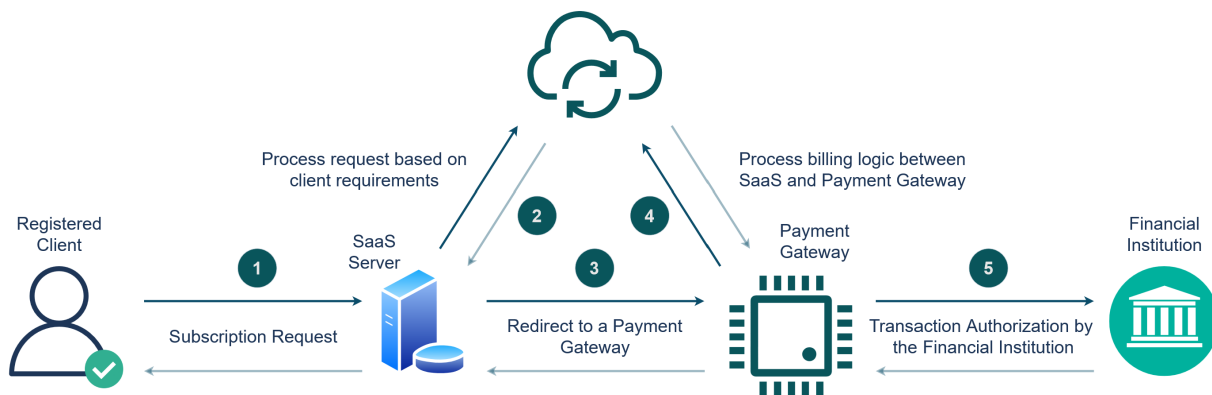 Process request based on
client requirements
Process billing logic between
SaaS and Payment Gateway
Registered
Client
SaaS
Server
Payment
Gateway
Financial
Institution
1
2
3
4
5
Subscription Request
Redirect to a Payment
Gateway
Transaction Authorization by
the Financial Institution